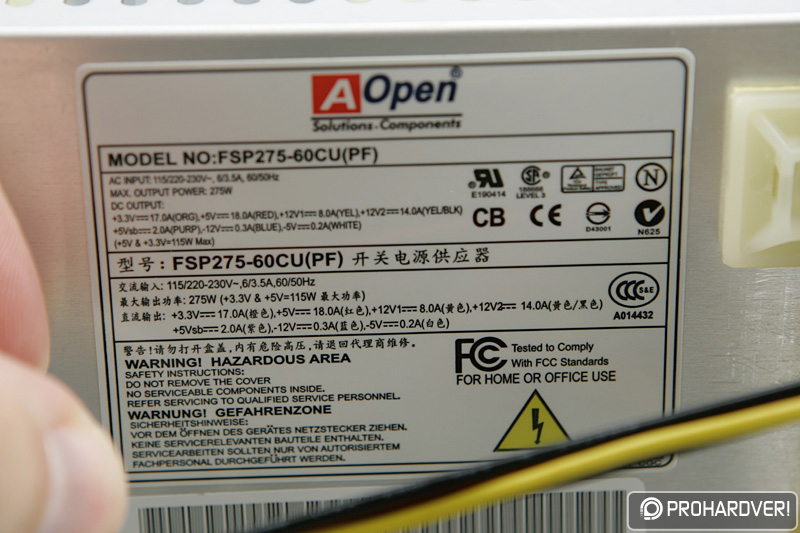 AOpen®
Solutions·Components
MODEL NO:FSP275-60CU(PF)
AC INPUT: 115/220-230V~, 6/3.5A, 60/50Hz
MAX. OUTPUT POWER: 275W
DC OUTPUT:
+3.3V⎓17.0A(ORG),+5V⎓18.0A(RED),+12V1⎓8.0A(YEL),+12V2⎓14.0A(YEL/BLK)
+5Vsb⎓2.0A(PURP),-12V⎓0.3A(BLUE),-5V⎓0.2A(WHITE)
(+5V & +3.3V=115W Max)
E190414
LEVEL 3
N
CB
CE
D43001
N625
型号: FSP275-60CU(PF) 开关电源供应器
交流输入: 115/220-230V~,6/3.5A,60/50Hz
最大输出功率: 275W (+3.3V & +5V=115W MAX)
直流输出: +3.3V⎓17.0A(橙色),+5V⎓18.0A(红色),+12V1⎓8.0A(黄色),+12V2⎓14.0A(黄色/黑色)
+5Vsb⎓2.0A(紫色),-12V⎓0.3A(蓝色),-5V⎓0.2A(白色)
CCC S&E
A014432
警告!请勿打开盒盖,内有危险高压,请退回代理商维修.
WARNING! HAZARDOUS AREA
SAFETY INSTRUCTIONS:
DO NOT REMOVE THE COVER
NO SERVICEABLE COMPONENTS INSIDE.
REFER SERVICING TO QUALIFIED SERVICE PERSONNEL.
WARNUNG! GEFAHRENZONE
SICHERHEITSHINWEISE:
VOR DEM ÖFFNEN DES GERÄTES NETZSTECKER ZIEHEN.
KEINE SERVICERELEVANTEN BAUTEILE ENTHALTEN.
SERVICEARBEITEN SOLLTEN NUR VON AUTORISIERTEM
FACHPERSONAL DURCHGEFÜHRT WERDEN.
FCC Tested to Comply
With FCC Standards
FOR HOME OR OFFICE USE
PROHARDVER!